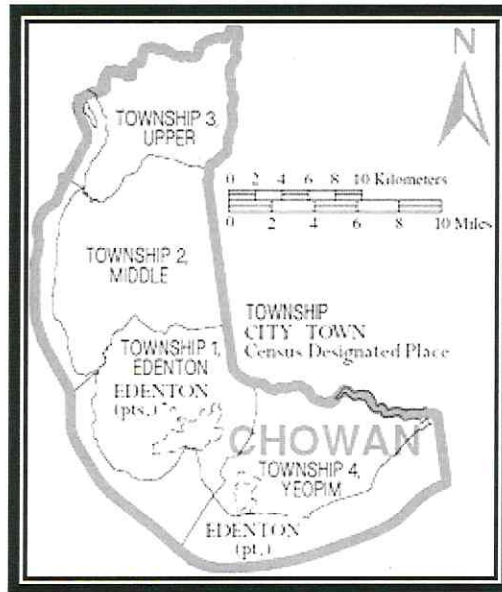 N
TOWNSHIP 3,
UPPER
0 2 4 6 8 10 Kilometers
0 2 4 6 8 10 Miles
TOWNSHIP 2,
MIDDLE
TOWNSHIP
CITY TOWN
Census Designated Place
TOWNSHIP 1,
EDENTON
EDENTON
(pts.)
CHOWAN
TOWNSHIP 4,
YEOPIM
EDENTON
(pt.)